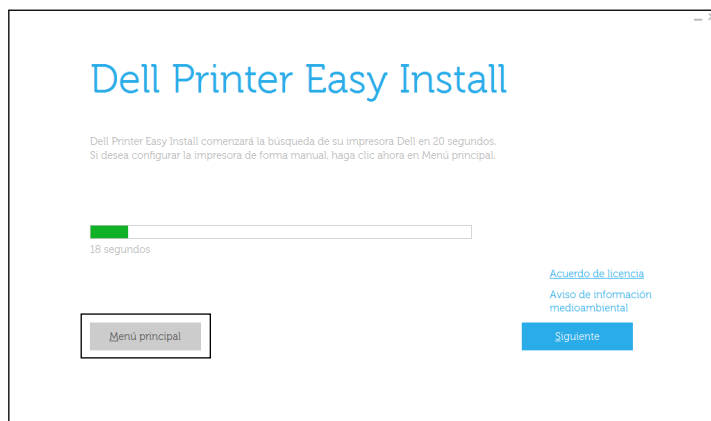 Dell Printer Easy Install
Dell Printer Easy Install comenzará la búsqueda de su impresora Dell en 20 segundos.
Si desea configurar la impresora de forma manual, haga clic ahora en Menú principal.
18 segundos
Acuerdo de licencia
Aviso de información
medioambiental
Menú principal
Siguiente